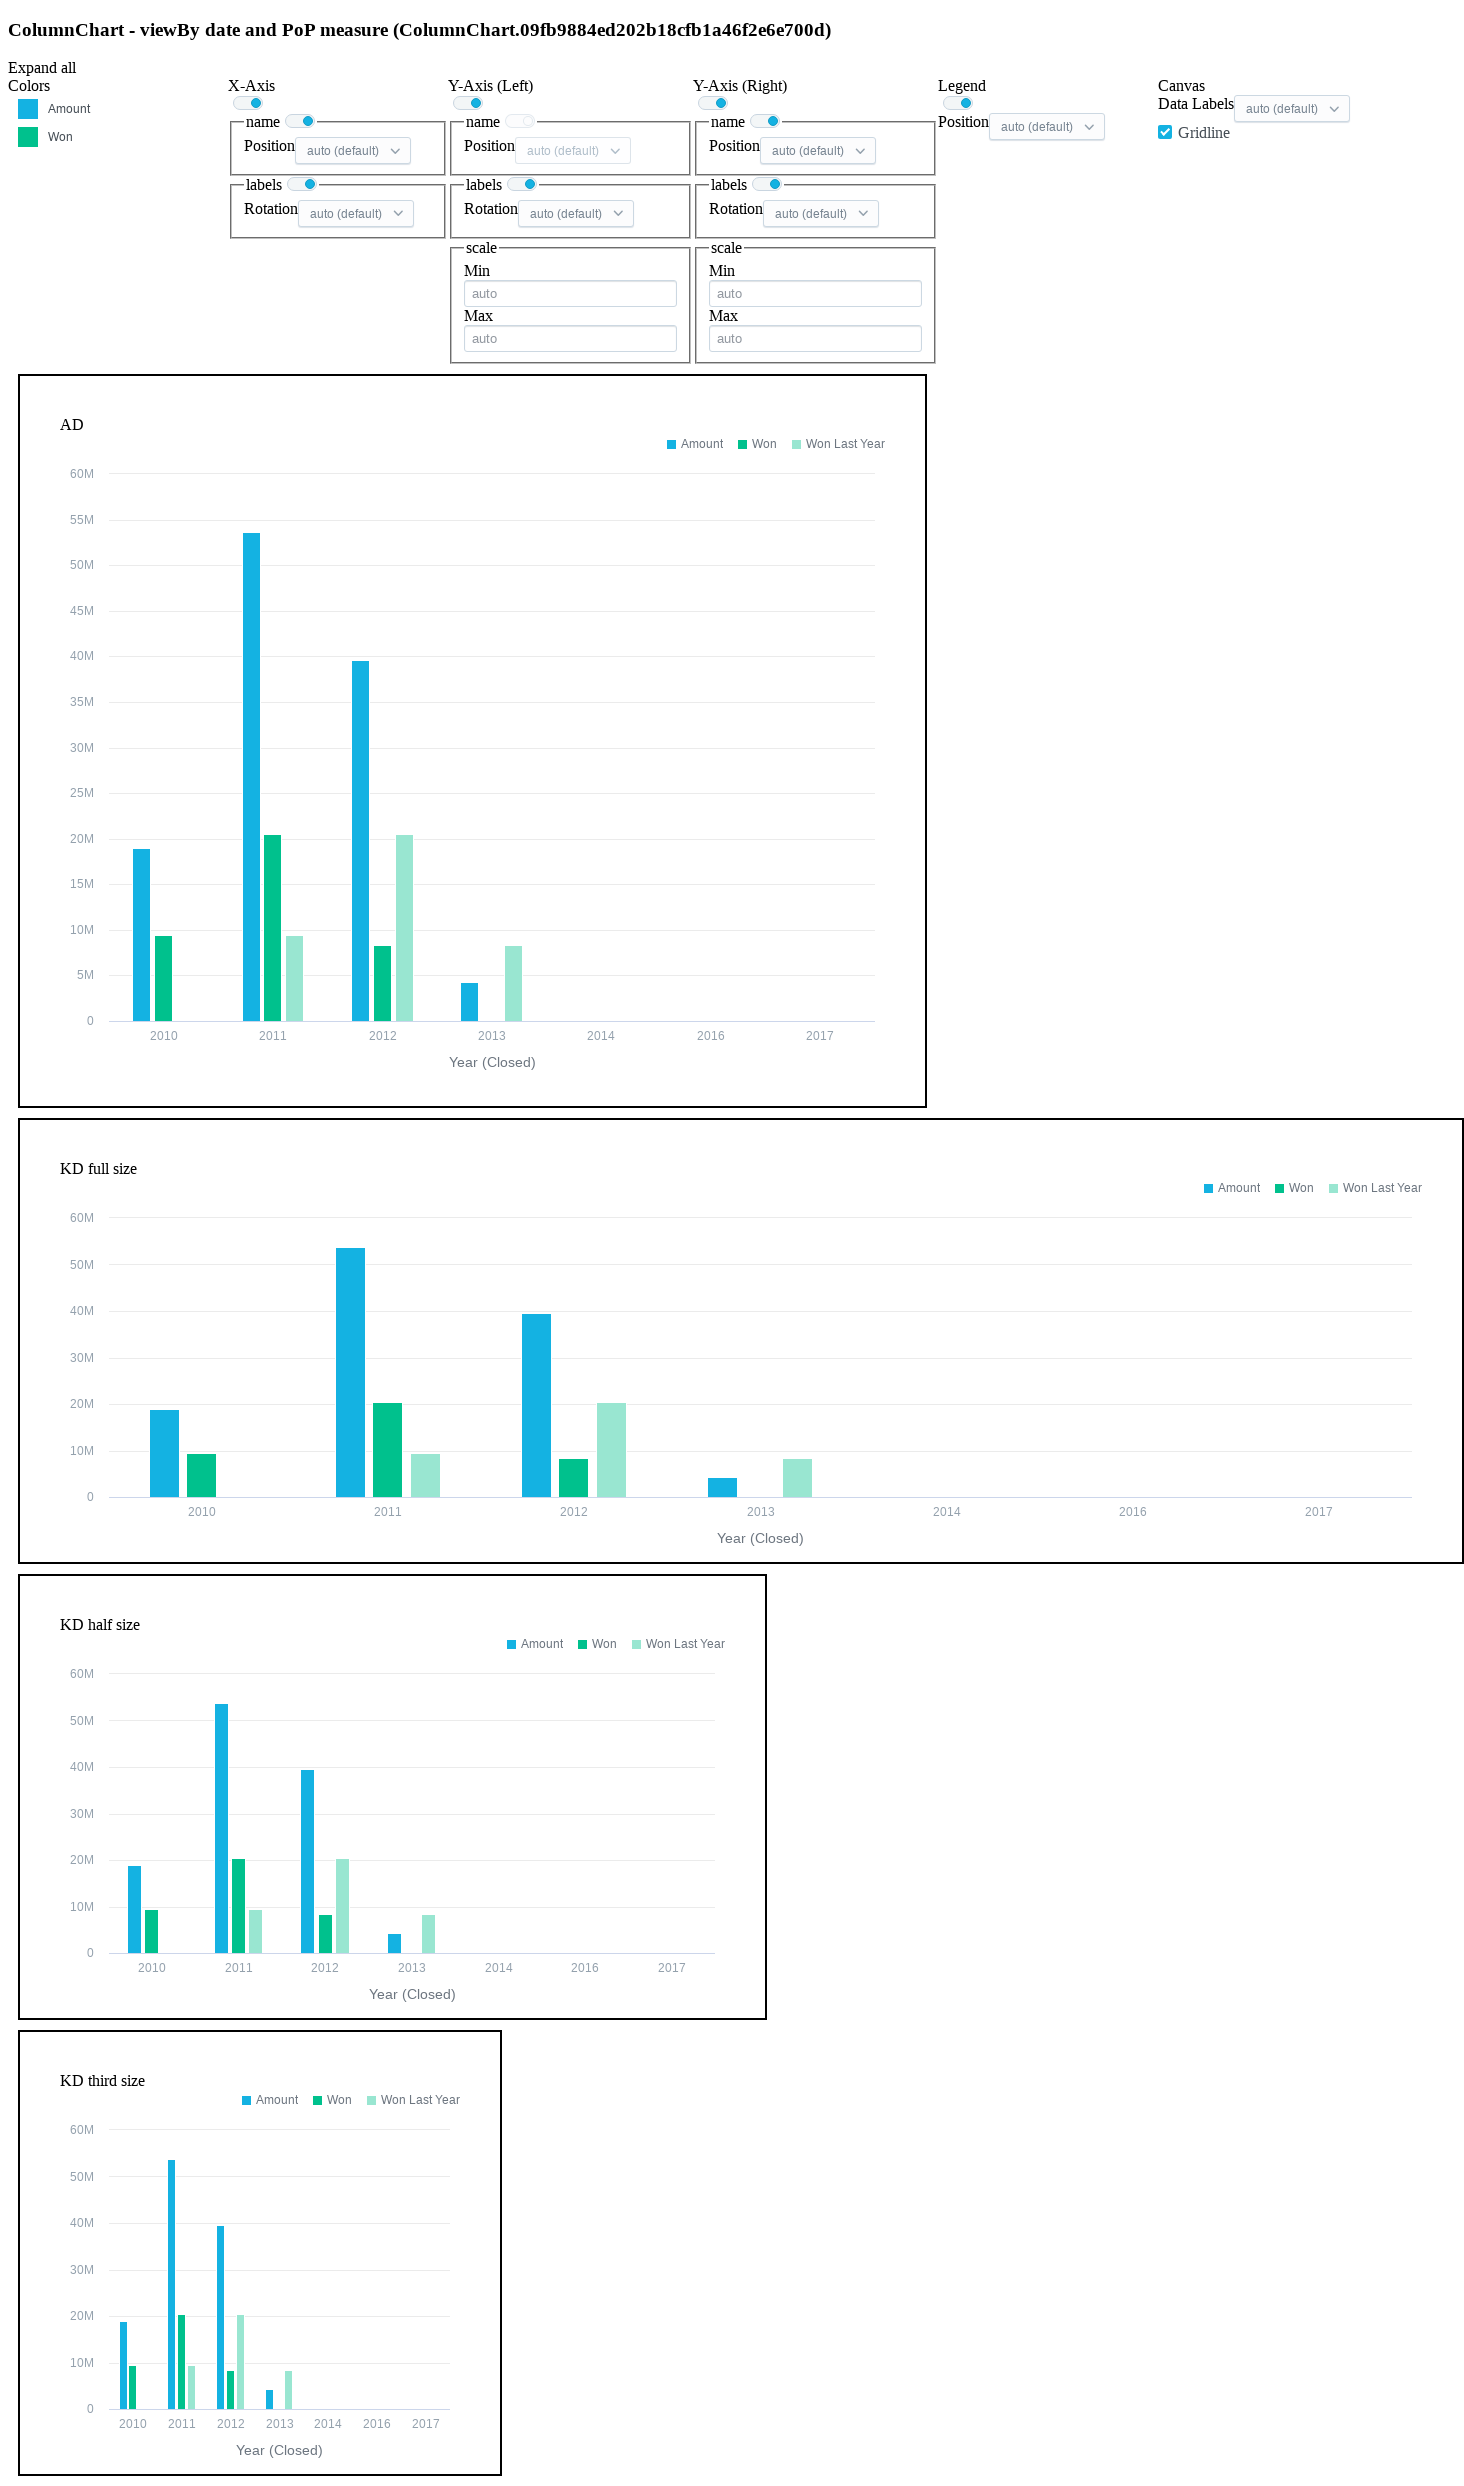 ColumnChart - viewBy date and PoP measure (ColumnChart.09fb9884ed202b18cfb1a46f2e6e700d)
Expand all
Colors
Amount
Won
X-Axis
name
Position auto (default)
labels
Rotation auto (default)
Y-Axis (Left)
name
Position auto (default)
labels
Rotation auto (default)
scale
Min
auto
Max
auto
Y-Axis (Right)
name
Position auto (default)
labels
Rotation auto (default)
scale
Min
auto
Max
auto
Legend
Position auto (default)
Canvas
Data Labels auto (default)
Gridline
AD
Amount Won Won Last Year
60M
55M
50M
45M
40M
35M
30M
25M
20M
15M
10M
5M
0
2010 2011 2012 2013 2014 2016 2017
Year (Closed)
KD full size
Amount Won Won Last Year
60M
50M
40M
30M
20M
10M
0
2010 2011 2012 2013 2014 2016 2017
Year (Closed)
KD half size
Amount Won Won Last Year
60M
50M
40M
30M
20M
10M
0
2010 2011 2012 2013 2014 2016 2017
Year (Closed)
KD third size
Amount Won Won Last Year
60M
50M
40M
30M
20M
10M
0
2010 2011 2012 2013 2014 2016 2017
Year (Closed)